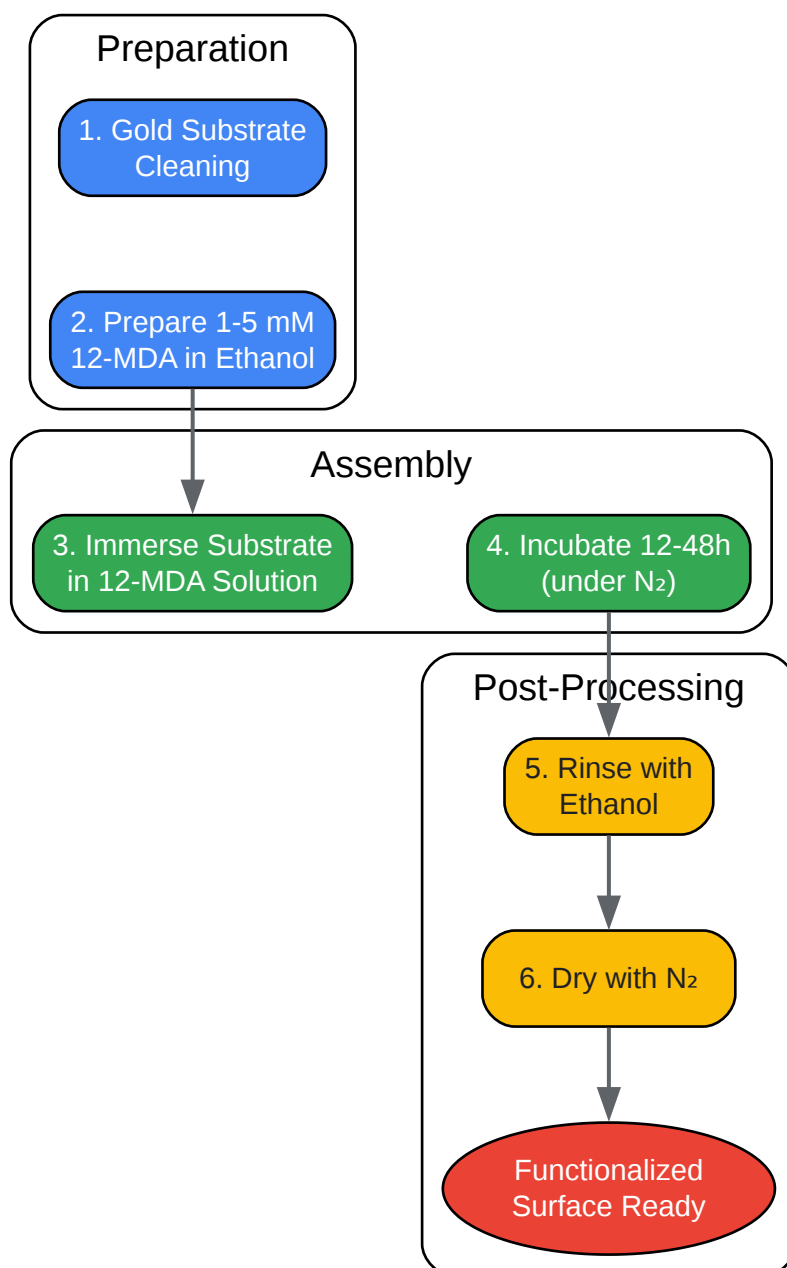 Preparation
1. Gold Substrate
Cleaning
2. Prepare 1-5 mM
12-MDA in Ethanol
Assembly
3. Immerse Substrate
in 12-MDA Solution
4. Incubate 12-48h
(under N₂)
Post-Processing
5. Rinse with
Ethanol
6. Dry with N₂
Functionalized
Surface Ready